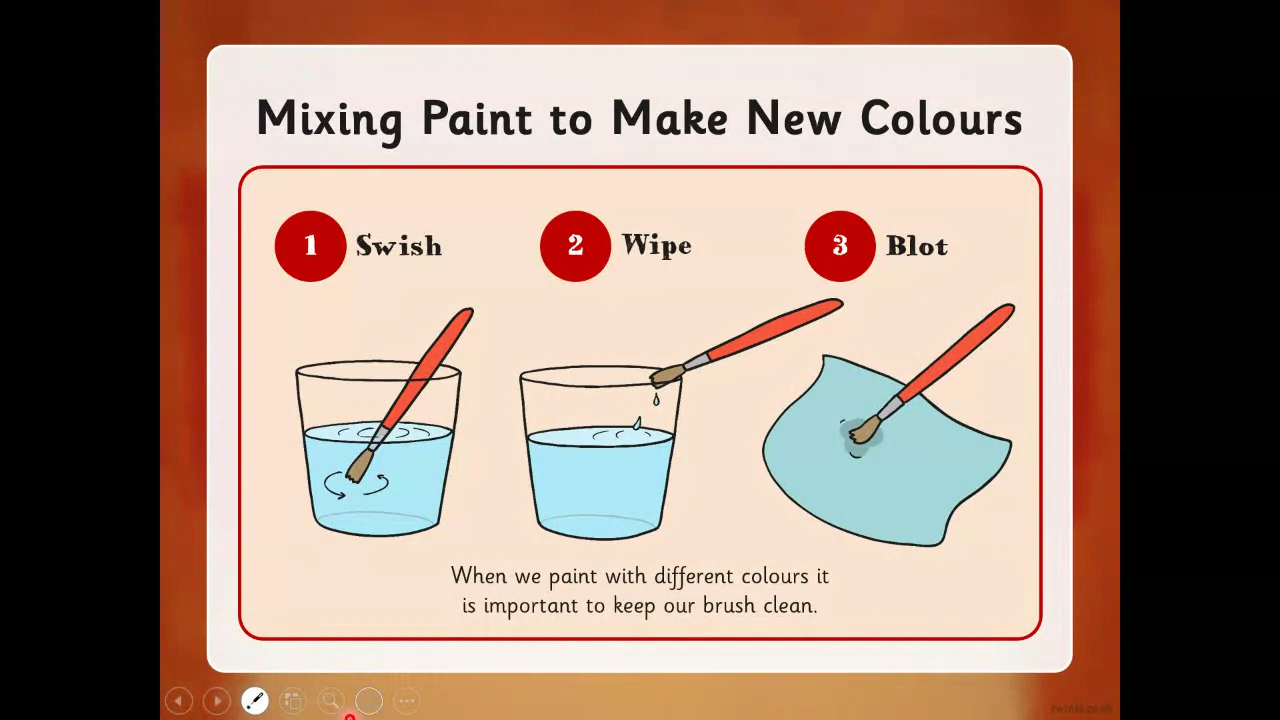 Mixing Paint to Make New Colours
1 Swish
2 Wipe
3 Blot
When we paint with different colours it
is important to keep our brush clean.